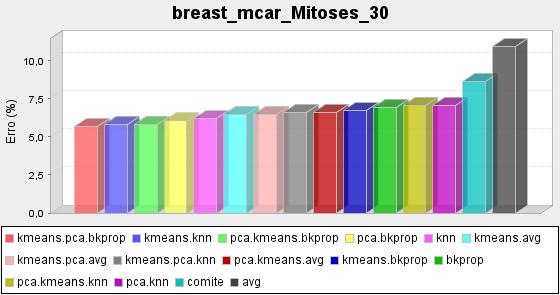 breast_mcar_Mitoses_30
Erro (%)
10,0
7,5
5,0
2,5
0,0
kmeans.pca.bkprop kmeans.knn pca.kmeans.bkprop pca.bkprop knn kmeans.avg
kmeans.pca.avg kmeans.pca.knn pca.kmeans.avg kmeans.bkprop bkprop
pca.kmeans.knn pca.knn comite avg